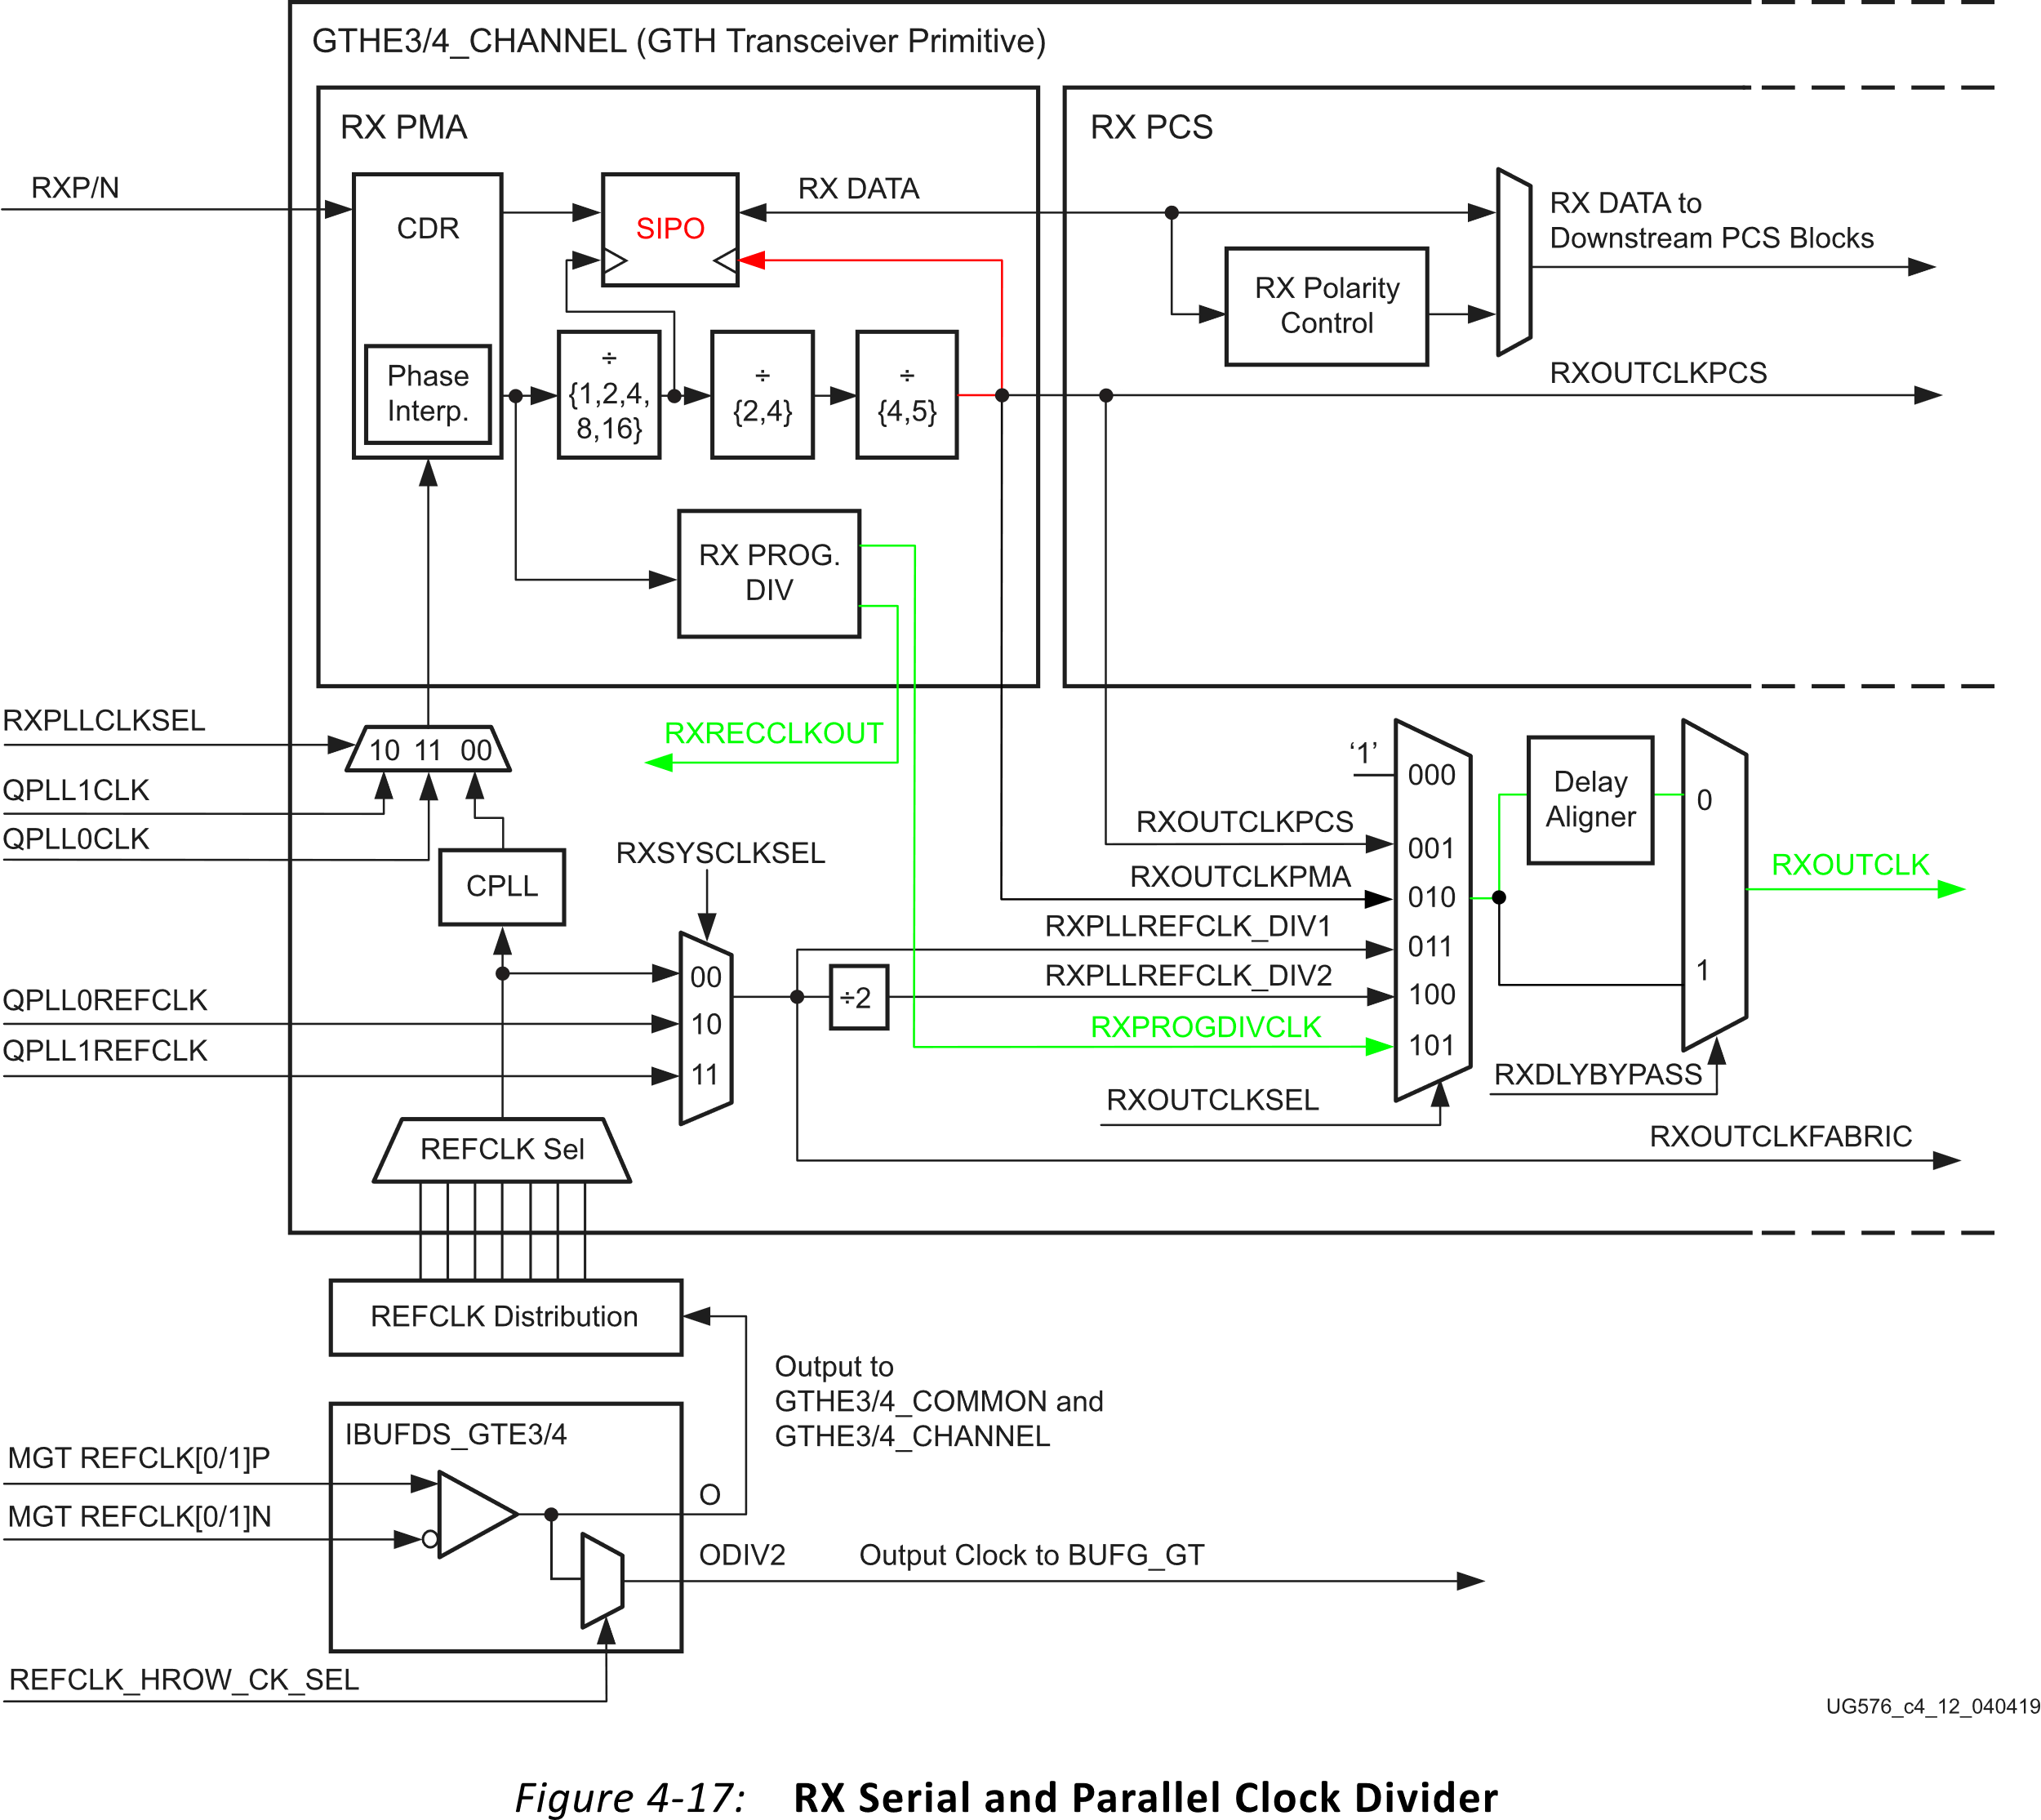 GTHE3/4_CHANNEL (GTH Transceiver Primitive)
RX PMA
RX PCS
RXP/N
CDR
SIPO
RX DATA
RX DATA to
Downstream PCS Blocks
RX Polarity
Control
Phase
Interp.
÷
{1,2,4,
8,16}
÷
{2,4}
÷
{4,5}
RXOUTCLKPCS
RX PROG.
DIV
RXPLLCLKSEL
10 11 00
RXRECCLKOUT
QPLL1CLK
QPLL0CLK
CPLL
RXSYSCLKSEL
‘1’
000
RXOUTCLKPCS
001
RXOUTCLKPMA
010
RXPLLREFCLK_DIV1
011
RXPLLREFCLK_DIV2
100
RXPROGDIVCLK
101
Delay
Aligner
0
1
RXOUTCLK
QPLL0REFCLK
QPLL1REFCLK
00
10
11
÷2
RXOUTCLKSEL
RXDLYBYPASS
RXOUTCLKFABRIC
REFCLK Sel
REFCLK Distribution
Output to
GTHE3/4_COMMON and
GTHE3/4_CHANNEL
IBUFDS_GTE3/4
MGT REFCLK[0/1]P
MGT REFCLK[0/1]N
O
ODIV2
Output Clock to BUFG_GT
REFCLK_HROW_CK_SEL
UG576_c4_12_040419
Figure 4-17: RX Serial and Parallel Clock Divider